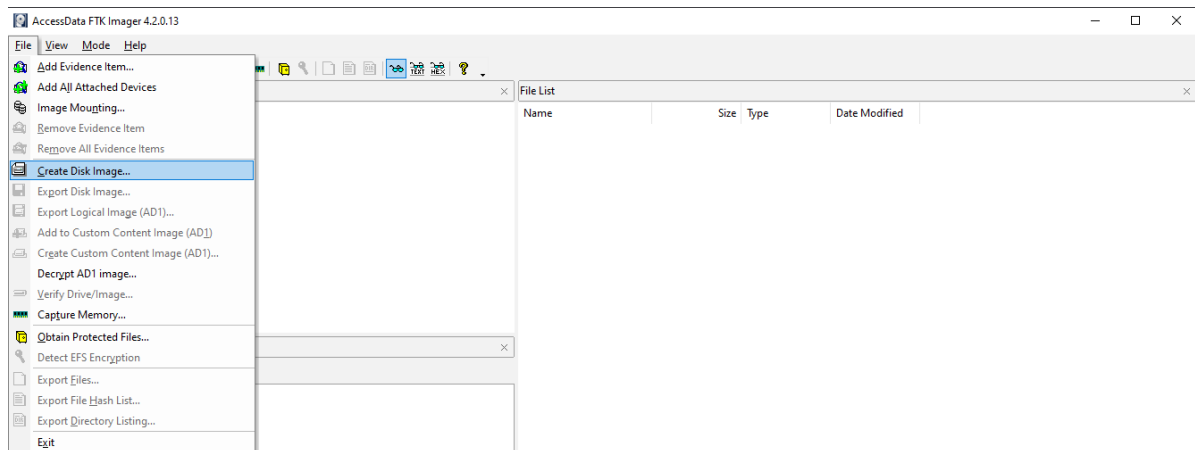 AccessData FTK Imager 4.2.0.13
File View Mode Help
Add Evidence Item...
Add All Attached Devices
Image Mounting...
Remove Evidence Item
Remove All Evidence Items
Create Disk Image...
Export Disk Image...
Export Logical Image (AD1)...
Add to Custom Content Image (AD1)
Create Custom Content Image (AD1)...
Decrypt AD1 image...
Verify Drive/Image...
Capture Memory...
Obtain Protected Files...
Detect EFS Encryption
Export Files...
Export File Hash List...
Export Directory Listing...
Exit
TEXT HEX ?
File List
Name Size Type Date Modified